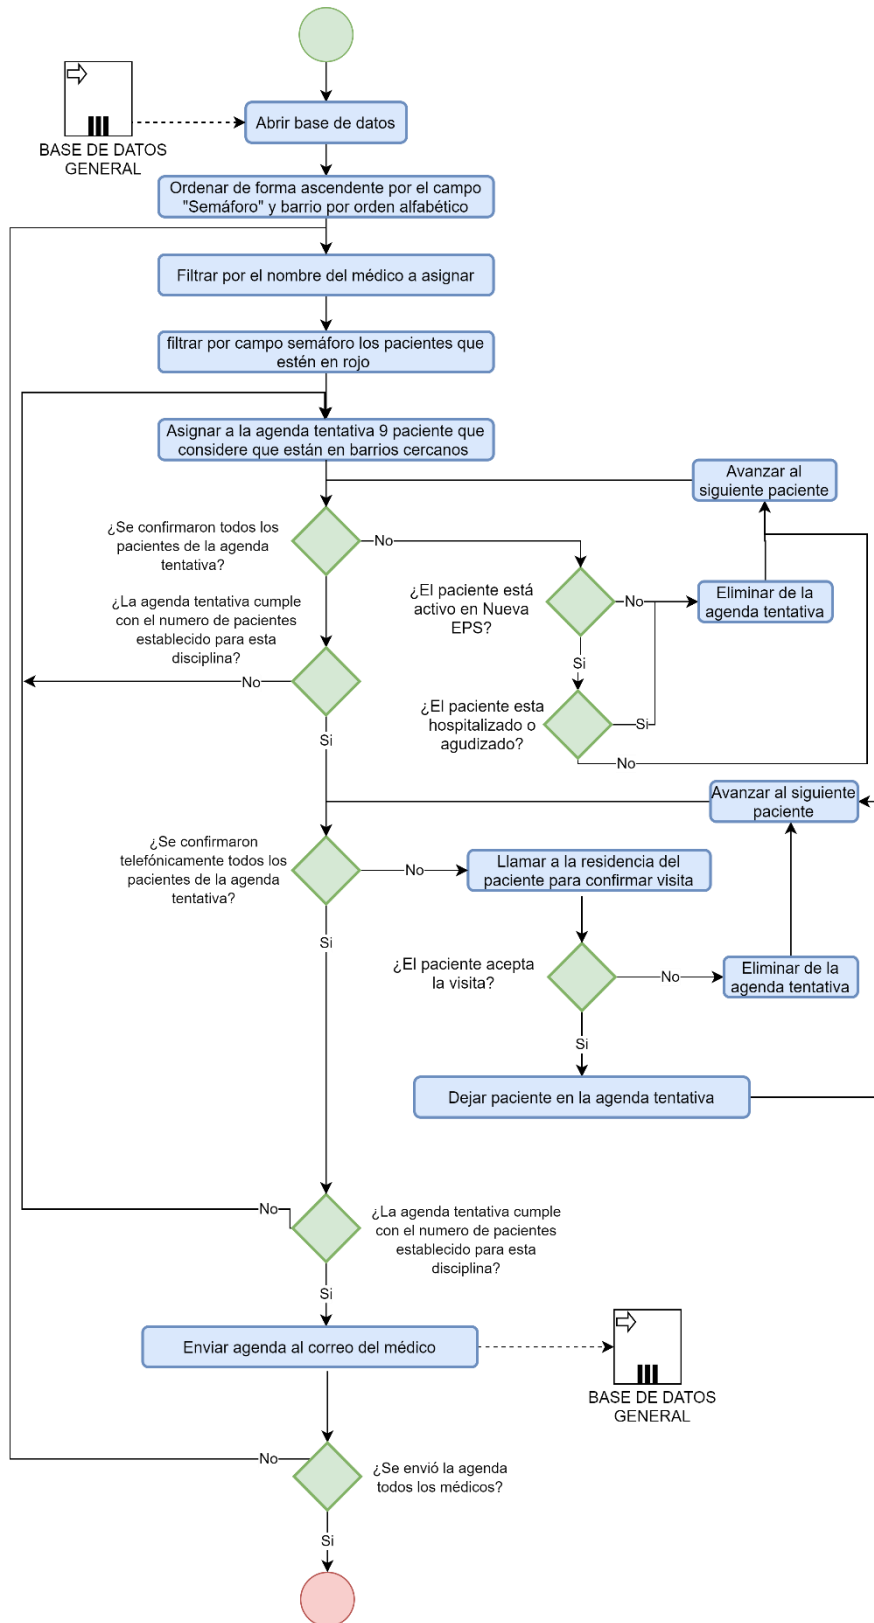 Abrir base de datos
BASE DE DATOS
GENERAL
Ordenar de forma ascendente por el campo
"Semáforo" y barrio por orden alfabético
Filtrar por el nombre del médico a asignar
filtrar por campo semáforo los pacientes que
estén en rojo
Asignar a la agenda tentativa 9 paciente que
considere que están en barrios cercanos
Avanzar al
siguiente paciente
¿Se confirmaron todos los
pacientes de la agenda
tentativa?
No
¿El paciente está
activo en Nueva
EPS?
No
Eliminar de la
agenda tentativa
Si
¿La agenda tentativa cumple
con el numero de pacientes
establecido para esta
disciplina?
No
Si
¿El paciente esta
hospitalizado o
agudizado?
Si
No
Avanzar al siguiente
paciente
¿Se confirmaron
telefónicamente todos los
pacientes de la agenda
tentativa?
No
Llamar a la residencia del
paciente para confirmar visita
Si
¿El paciente acepta
la visita?
No
Eliminar de la
agenda tentativa
Si
Dejar paciente en la agenda tentativa
No
¿La agenda tentativa cumple
con el numero de pacientes
establecido para esta
disciplina?
Si
Enviar agenda al correo del médico
BASE DE DATOS
GENERAL
No
¿Se envió la agenda
todos los médicos?
Si